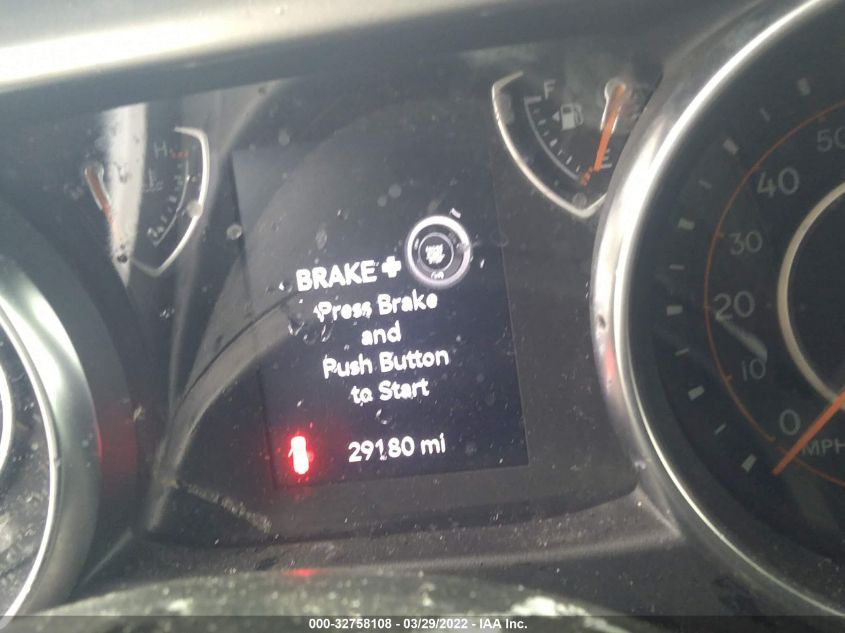 H
F
E
BRAKE +
Press Brake
and
Push Button
to Start
29180 mi
50
40
30
20
10
0
MPH
000-32758108 - 03/29/2022 - IAA Inc.